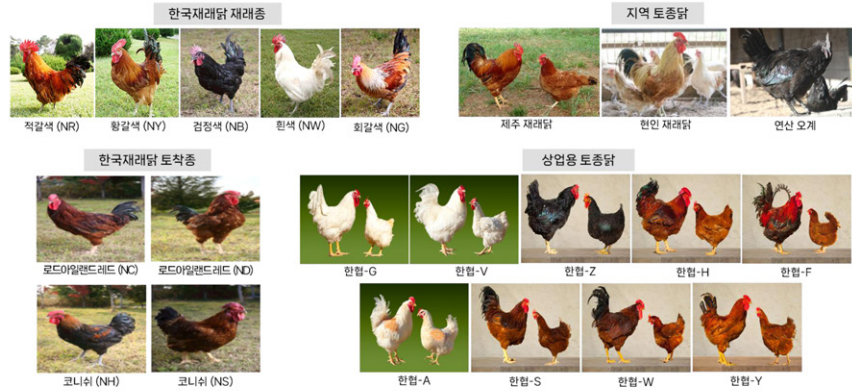 한국재래닭 재래종
적갈색 (NR)
황갈색 (NY)
검정색 (NB)
흰색 (NW)
회갈색 (NG)
지역 토종닭
제주 재래닭
현인 재래닭
연산 오계
한국재래닭 토착종
로드아일랜드레드 (NC)
로드아일랜드레드 (ND)
코니쉬 (NH)
코니쉬 (NS)
상업용 토종닭
한협-G
한협-V
한협-Z
한협-H
한협-F
한협-A
한협-S
한협-W
한협-Y